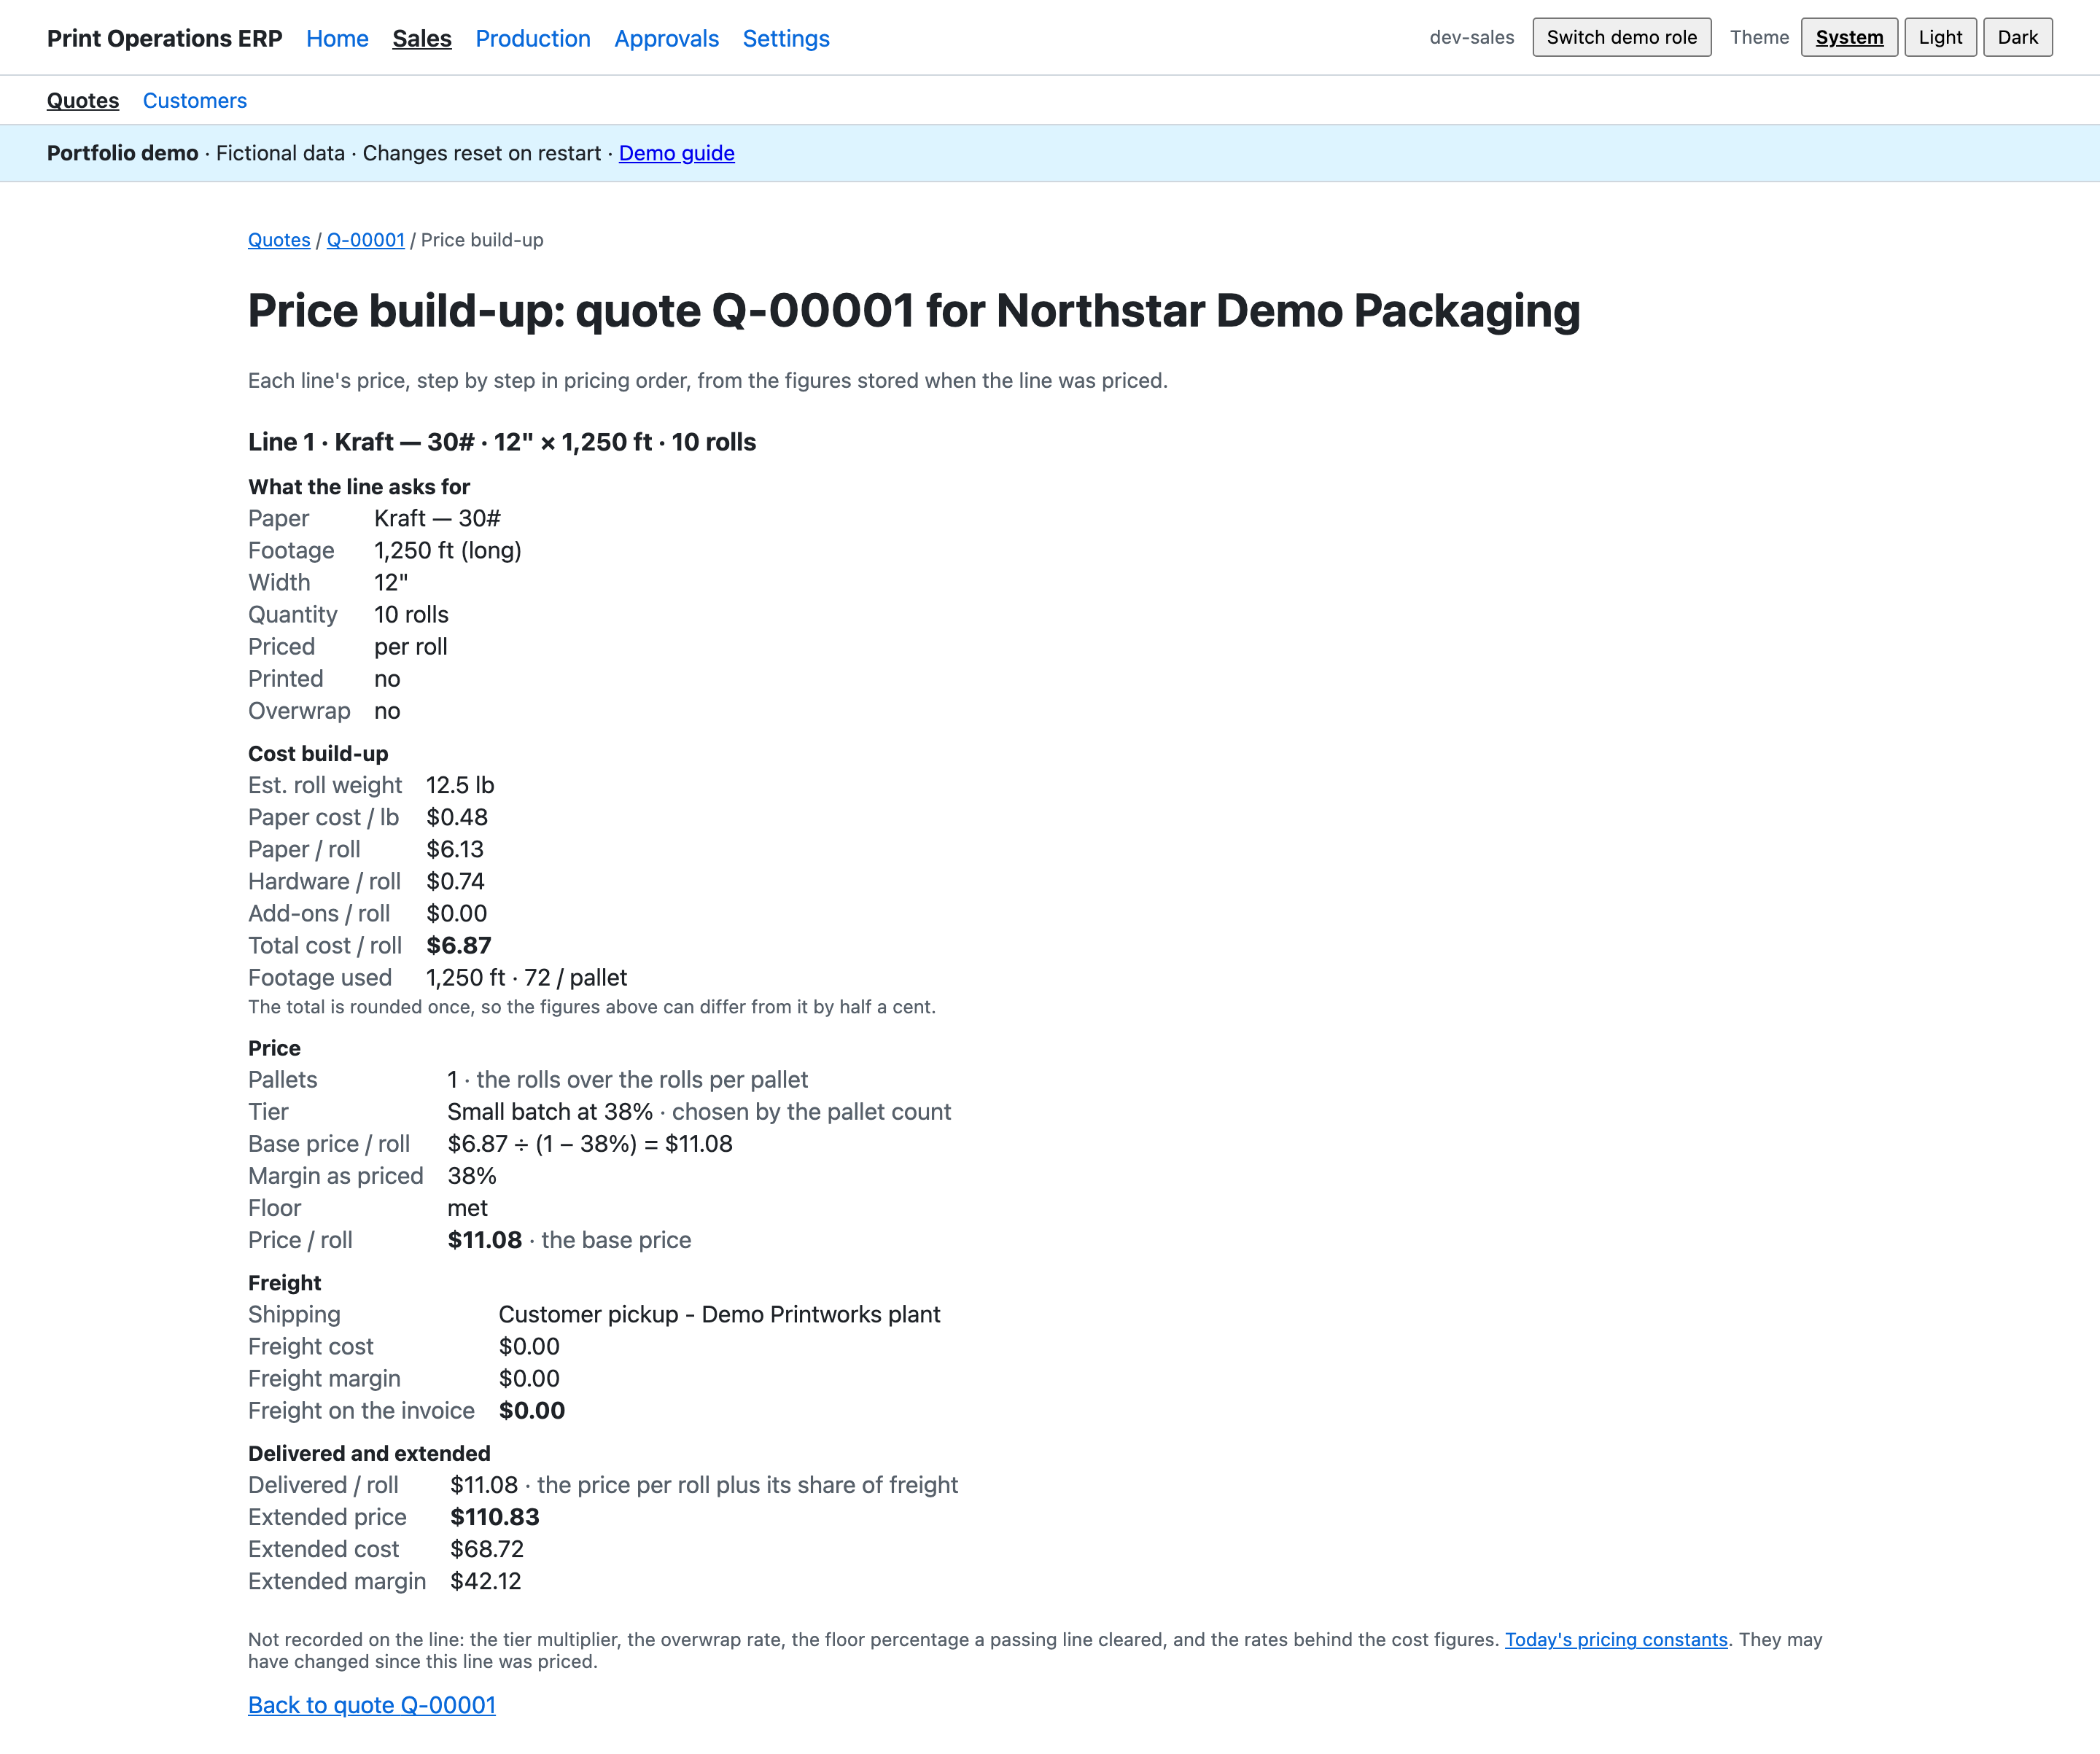 Print Operations ERP Home Sales Production Approvals Settings dev-sales Switch demo role Theme System Light Dark
Quotes Customers
Portfolio demo · Fictional data · Changes reset on restart · Demo guide
Quotes / Q-00001 / Price build-up
Price build-up: quote Q-00001 for Northstar Demo Packaging
Each line's price, step by step in pricing order, from the figures stored when the line was priced.
Line 1 · Kraft — 30# · 12" × 1,250 ft · 10 rolls
What the line asks for
Paper Kraft — 30#
Footage 1,250 ft (long)
Width 12"
Quantity 10 rolls
Priced per roll
Printed no
Overwrap no
Cost build-up
Est. roll weight 12.5 lb
Paper cost / lb $0.48
Paper / roll $6.13
Hardware / roll $0.74
Add-ons / roll $0.00
Total cost / roll $6.87
Footage used 1,250 ft · 72 / pallet
The total is rounded once, so the figures above can differ from it by half a cent.
Price
Pallets 1 · the rolls over the rolls per pallet
Tier Small batch at 38% · chosen by the pallet count
Base price / roll $6.87 ÷ (1 – 38%) = $11.08
Margin as priced 38%
Floor met
Price / roll $11.08 · the base price
Freight
Shipping Customer pickup - Demo Printworks plant
Freight cost $0.00
Freight margin $0.00
Freight on the invoice $0.00
Delivered and extended
Delivered / roll $11.08 · the price per roll plus its share of freight
Extended price $110.83
Extended cost $68.72
Extended margin $42.12
Not recorded on the line: the tier multiplier, the overwrap rate, the floor percentage a passing line cleared, and the rates behind the cost figures. Today's pricing constants. They may
have changed since this line was priced.
Back to quote Q-00001